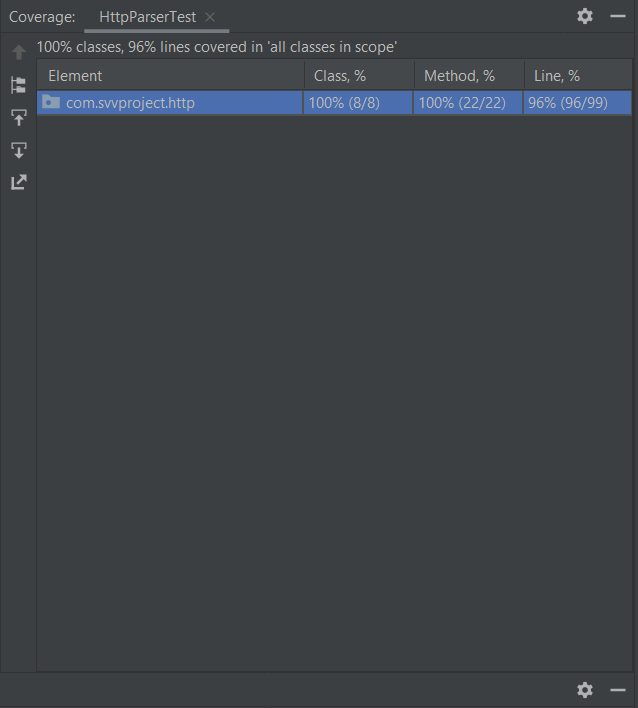 Coverage: HttpParserTest
100% classes, 96% lines covered in 'all classes in scope'
Element Class, % Method, % Line, %
com.svvproject.http 100% (8/8) 100% (22/22) 96% (96/99)